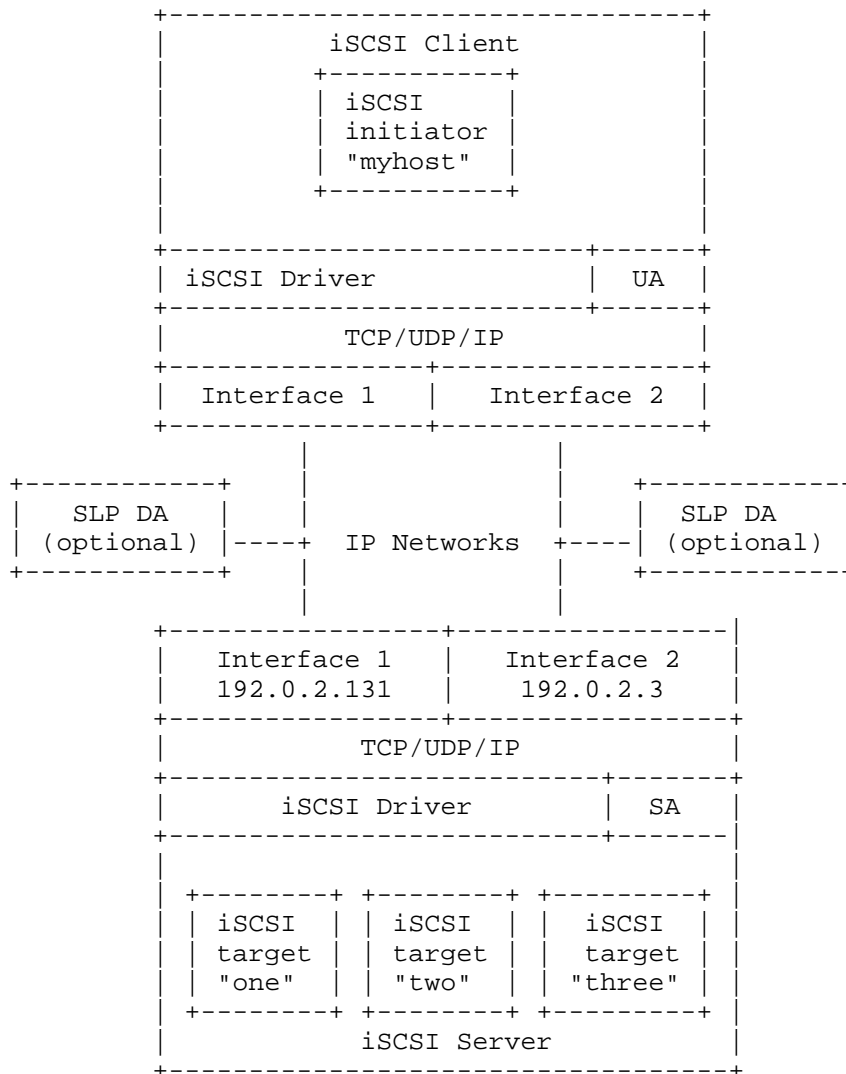 iSCSI Client
iSCSI
initiator
"myhost"
iSCSI Driver UA
TCP/UDP/IP
Interface 1 Interface 2
SLP DA SLP DA
(optional) IP Networks (optional)
Interface 1 Interface 2
192.0.2.131 192.0.2.3
TCP/UDP/IP
iSCSI Driver SA
iSCSI iSCSI iSCSI
target target target
"one" "two" "three"
iSCSI Server